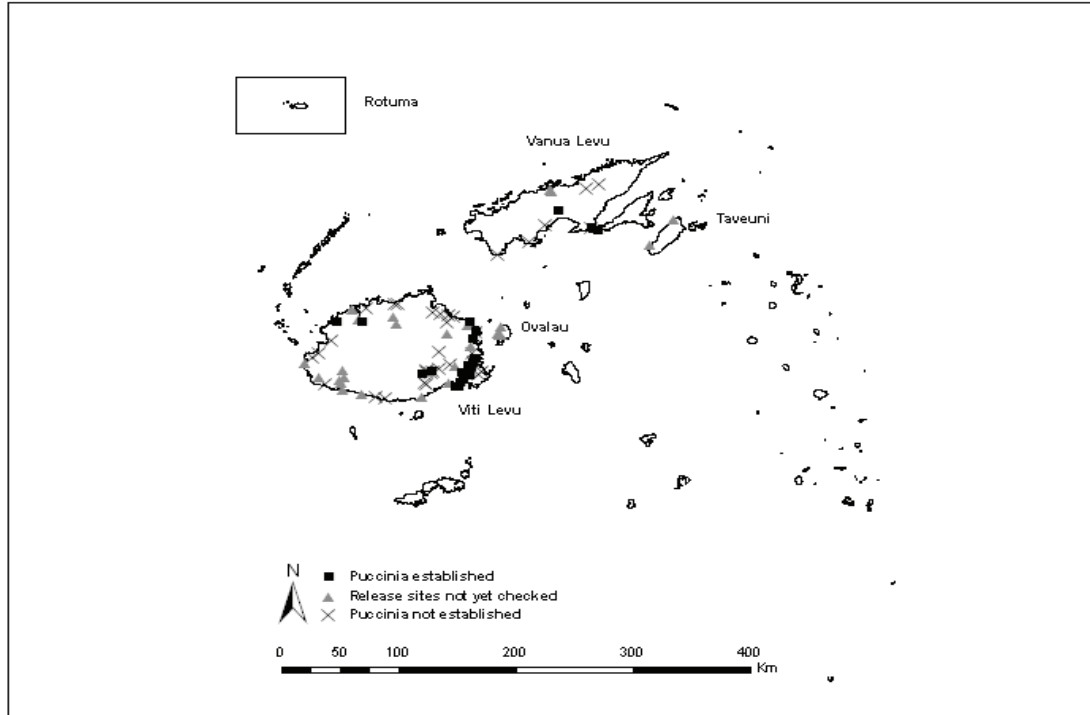 Rotuma
Vanua Levu
Taveuni
Ovalau
Viti Levu
N
Puccinia established
Release sites not yet checked
Puccinia not established
0 50 100 200 300 400
Km